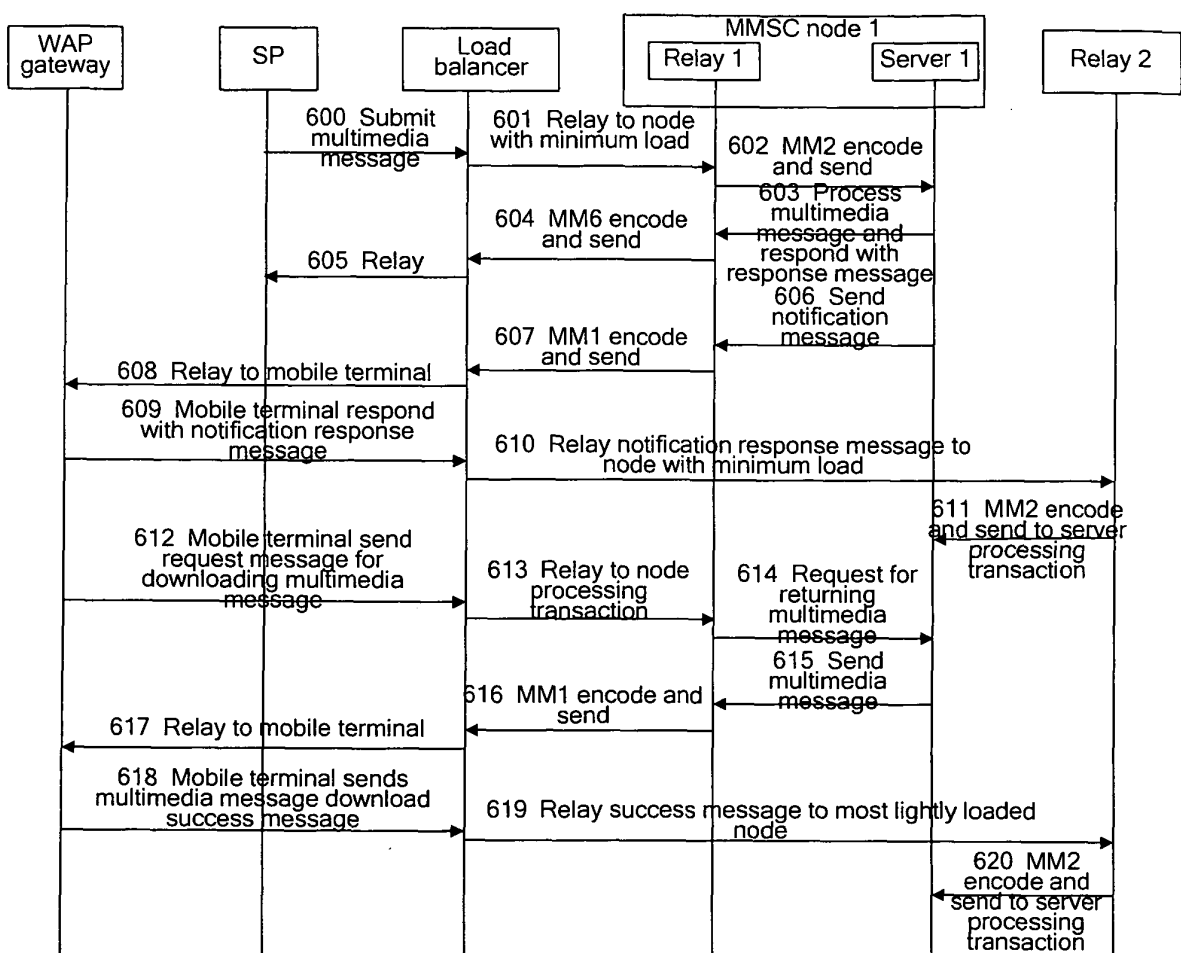 WAP
gateway
SP
Load
balancer
MMSC node 1
Relay 1
Server 1
Relay 2
600 Submit
multimedia
message
601 Relay to node
with minimum load
602 MM2 encode
and send
603 Process
multimedia
message and
respond with
response message
604 MM6 encode
and send
605 Relay
606 Send
notification
message
607 MM1 encode
and send
608 Relay to mobile terminal
609 Mobile terminal respond
with notification response
message
610 Relay notification response message to
node with minimum load
611 MM2 encode
and send to server
processing
transaction
612 Mobile terminal send
request message for
downloading multimedia
message
613 Relay to node
processing
transaction
614 Request for
returning
multimedia
message
615 Send
multimedia
message
616 MM1 encode and
send
617 Relay to mobile terminal
618 Mobile terminal sends
multimedia message download
success message
619 Relay success message to most lightly loaded
node
620 MM2
encode and
send to server
processing
transaction